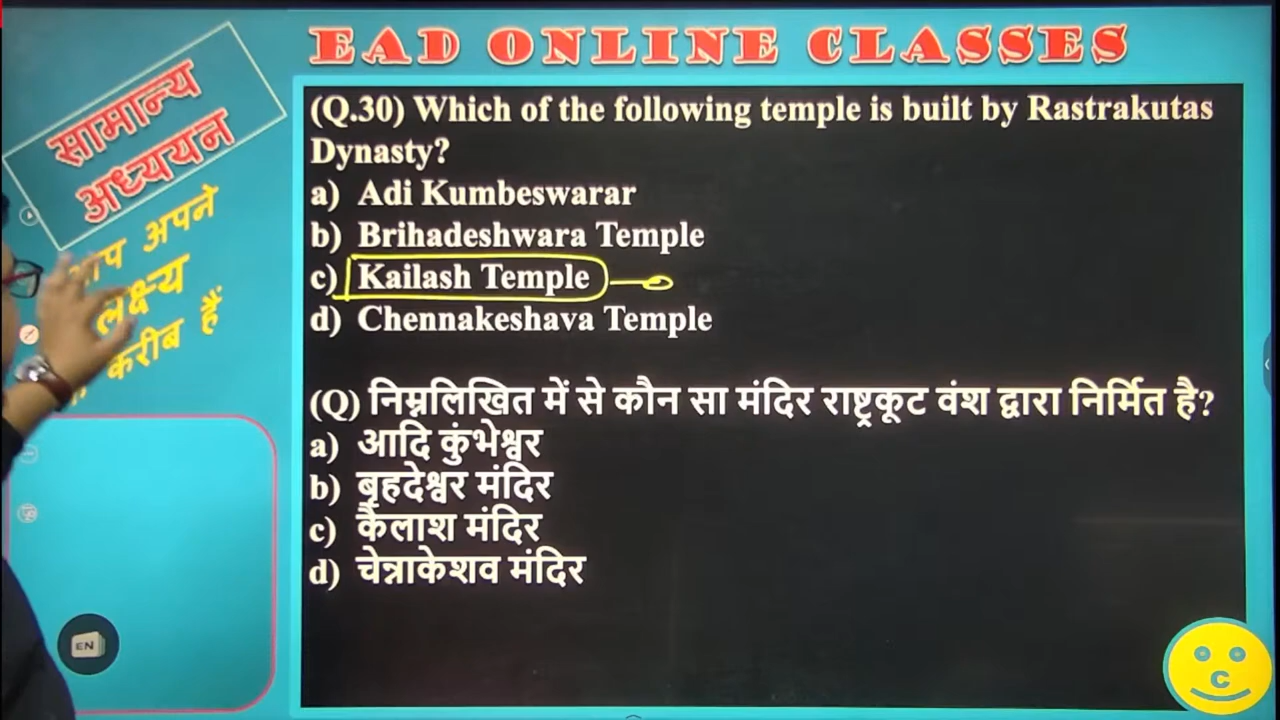 EAD ONLINE CLASSES
सामान्य
अध्ययन
अपने
लक्ष्य
करीब हैं
(Q.30) Which of the following temple is built by Rastrakutas
Dynasty?
a) Adi Kumbeswarar
b) Brihadeshwara Temple
c) Kailash Temple
d) Chennakeshava Temple
(Q) निम्नलिखित में से कौन सा मंदिर राष्ट्रकूट वंश द्वारा निर्मित है?
a) आदि कुंभेश्वर
b) बृहदेश्वर मंदिर
c) कैलाश मंदिर
d) चेन्नाकेशव मंदिर
EN
C